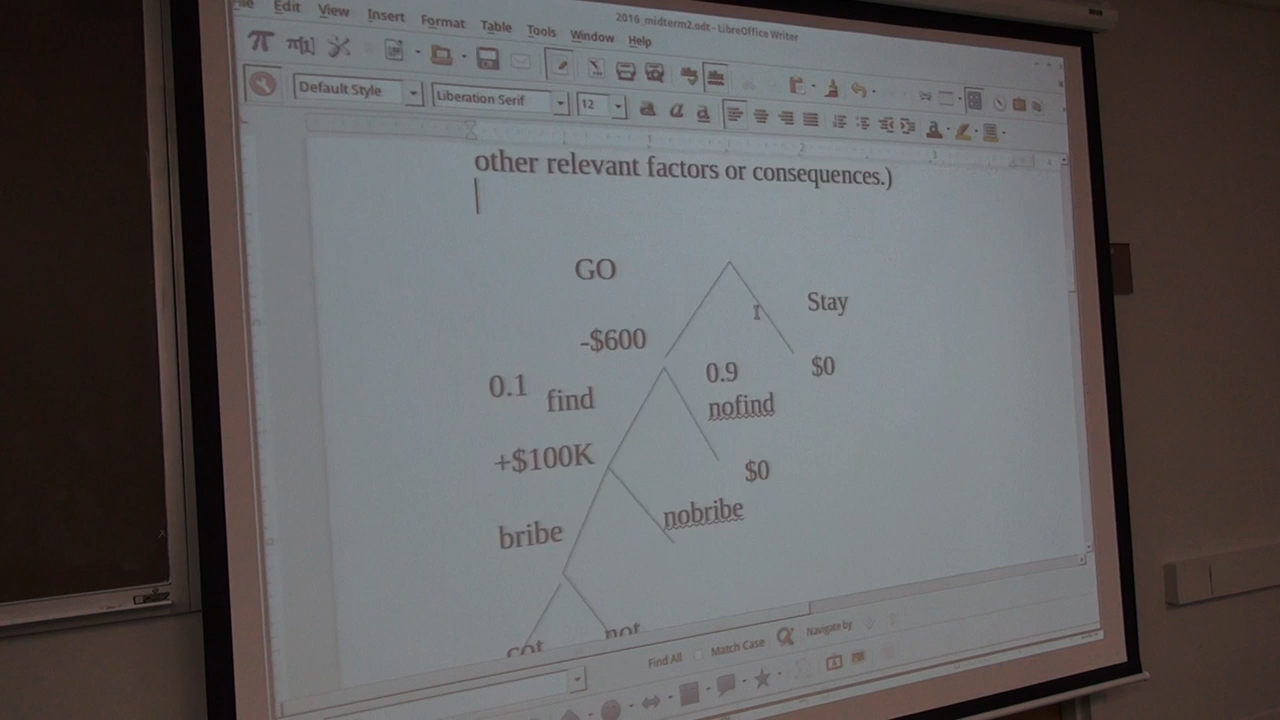 Edit View Insert Format Table Tools Window Help
2016_midterm2.odt - LibreOffice Writer
Default Style
Liberation Serif
12
other relevant factors or consequences.)
GO
Stay
-$600
$0
0.1 find
0.9
nofind
+$100K
$0
nobribe
bribe
not
Find All Match Case Navigate by